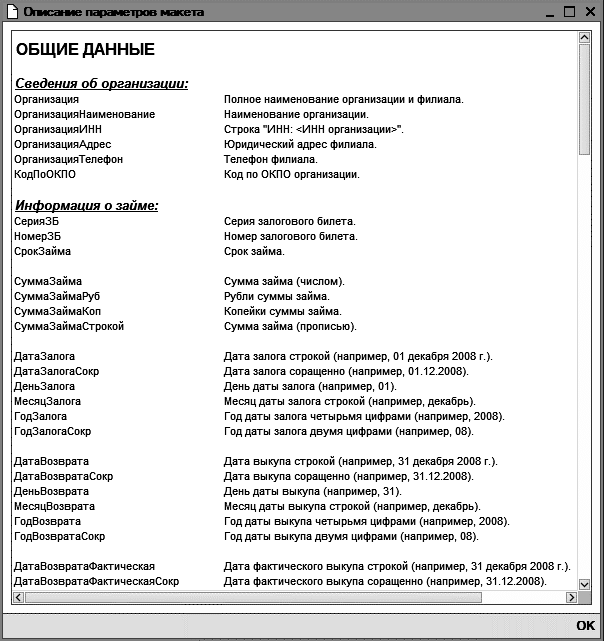 Описание параметров макета
ОБЩИЕ ДАННЫЕ
Сведения об организации:
Организация Полное наименование организации и филиала.
ОрганизацияНаименование Наименование организации.
ОрганизацияИНН Строка "ИНН: <ИНН организации>".
ОрганизацияАдрес Юридический адрес филиала.
ОрганизацияТелефон Телефон филиала.
КодПоОКПО Код по ОКПО организации.
Информация о займе:
СерияЗБ Серия залогового билета.
НомерЗБ Номер залогового билета.
СрокЗайма Срок займа.
СуммаЗайма Сумма займа (числом).
СуммаЗаймаРуб Рубли суммы займа.
СуммаЗаймаКоп Копейки суммы займа.
СуммаЗаймаСтрокой Сумма займа (прописью).
ДатаЗалога Дата залога строкой (например, 01 декабря 2008 г.).
ДатаЗалогаСокр Дата залога соращенно (например, 01.12.2008).
ДеньЗалога День даты залога (например, 01).
МесяцЗалога Месяц даты залога строкой (например, декабрь).
ГодЗалога Год даты залога четырьмя цифрами (например, 2008).
ГодЗалогаСокр Год даты залога двумя цифрами (например, 08).
ДатаВозврата Дата выкупа строкой (например, 31 декабря 2008 г.).
ДатаВозвратаСокр Дата выкупа соращенно (например, 31.12.2008).
ДеньВозврата День даты выкупа (например, 31).
МесяцВозврата Месяц даты выкупа строкой (например, декабрь).
ГодВозврата Год даты выкупа четырьмя цифрами (например, 2008).
ГодВозвратаСокр Год даты выкупа двумя цифрами (например, 08).
ДатаВозвратаФактическая Дата фактического выкупа строкой (например, 31 декабря 2008 г.).
ДатаВозвратаФактическаяСокр Дата фактического выкупа соращенно (например, 31.12.2008).
OK